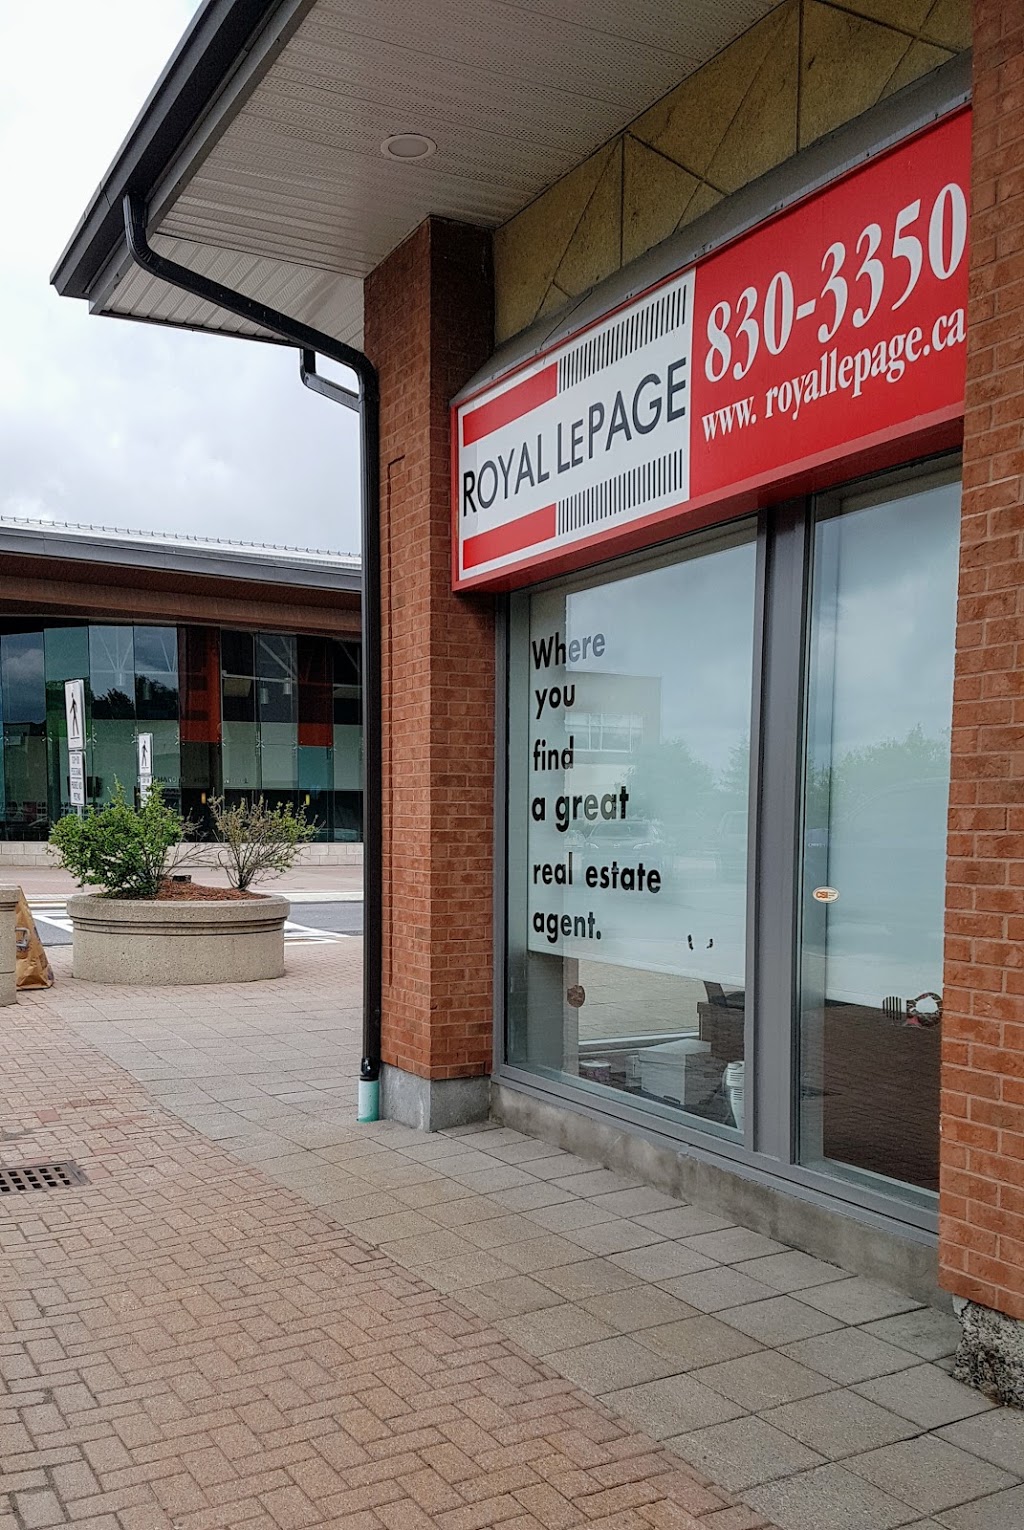 ROYAL LEPAGE
830-3350
www. royallepage.ca
Where
you
find
a great
real estate
agent.